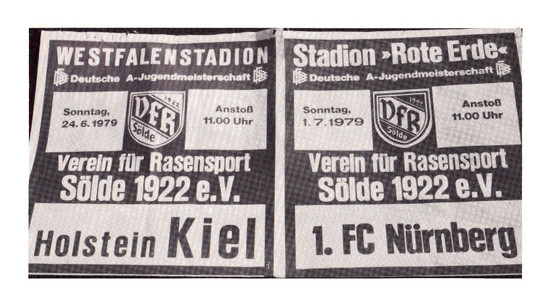 WESTFALENSTADION
Deutsche A-Jugendmeisterschaft
Sonntag,
24.6.1979
1922
VfR
Sölde
Anstoß
11.00 Uhr
Verein für Rasensport
Sölde 1922 e.V.
Holstein Kiel
Stadion »Rote Erde«
Deutsche A-Jugendmeisterschaft
Sonntag,
1.7.1979
1922
VfR
Sölde
Anstoß
11.00 Uhr
Verein für Rasensport
Sölde 1922 e.V.
1. FC Nürnberg